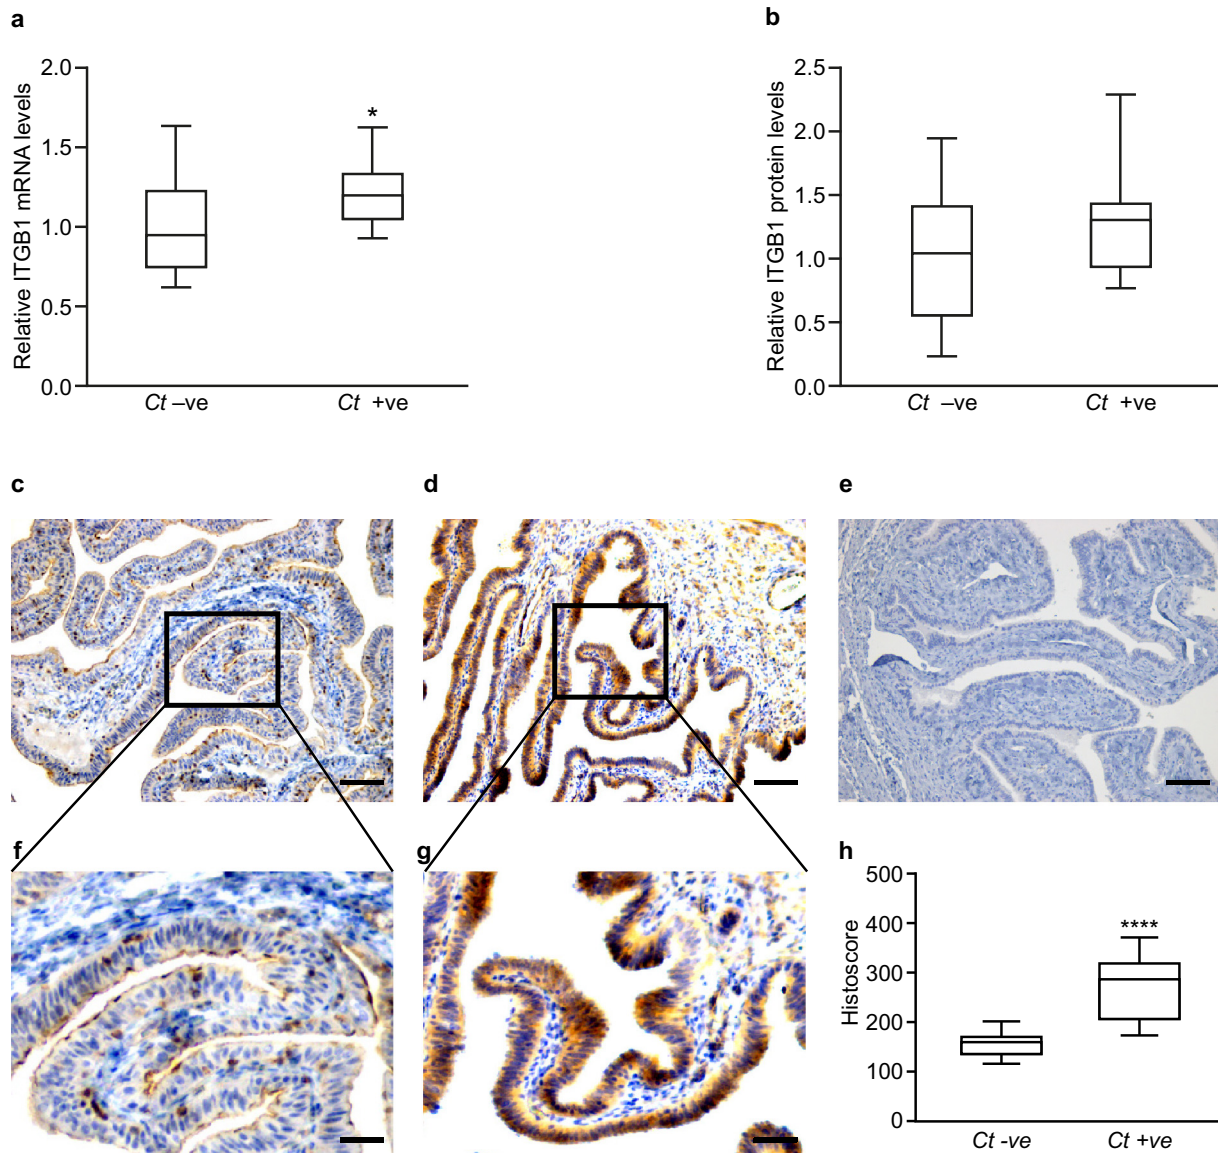 a
Relative ITGB1 mRNA levels
2.0
1.5
1.0
0.5
0.0
*
Ct –ve
Ct +ve
b
Relative ITGB1 protein levels
2.5
2.0
1.5
1.0
0.5
0.0
Ct –ve
Ct +ve
c
d
e
f
g
h
Histoscore
500
400
300
200
100
0
****
Ct -ve
Ct +ve